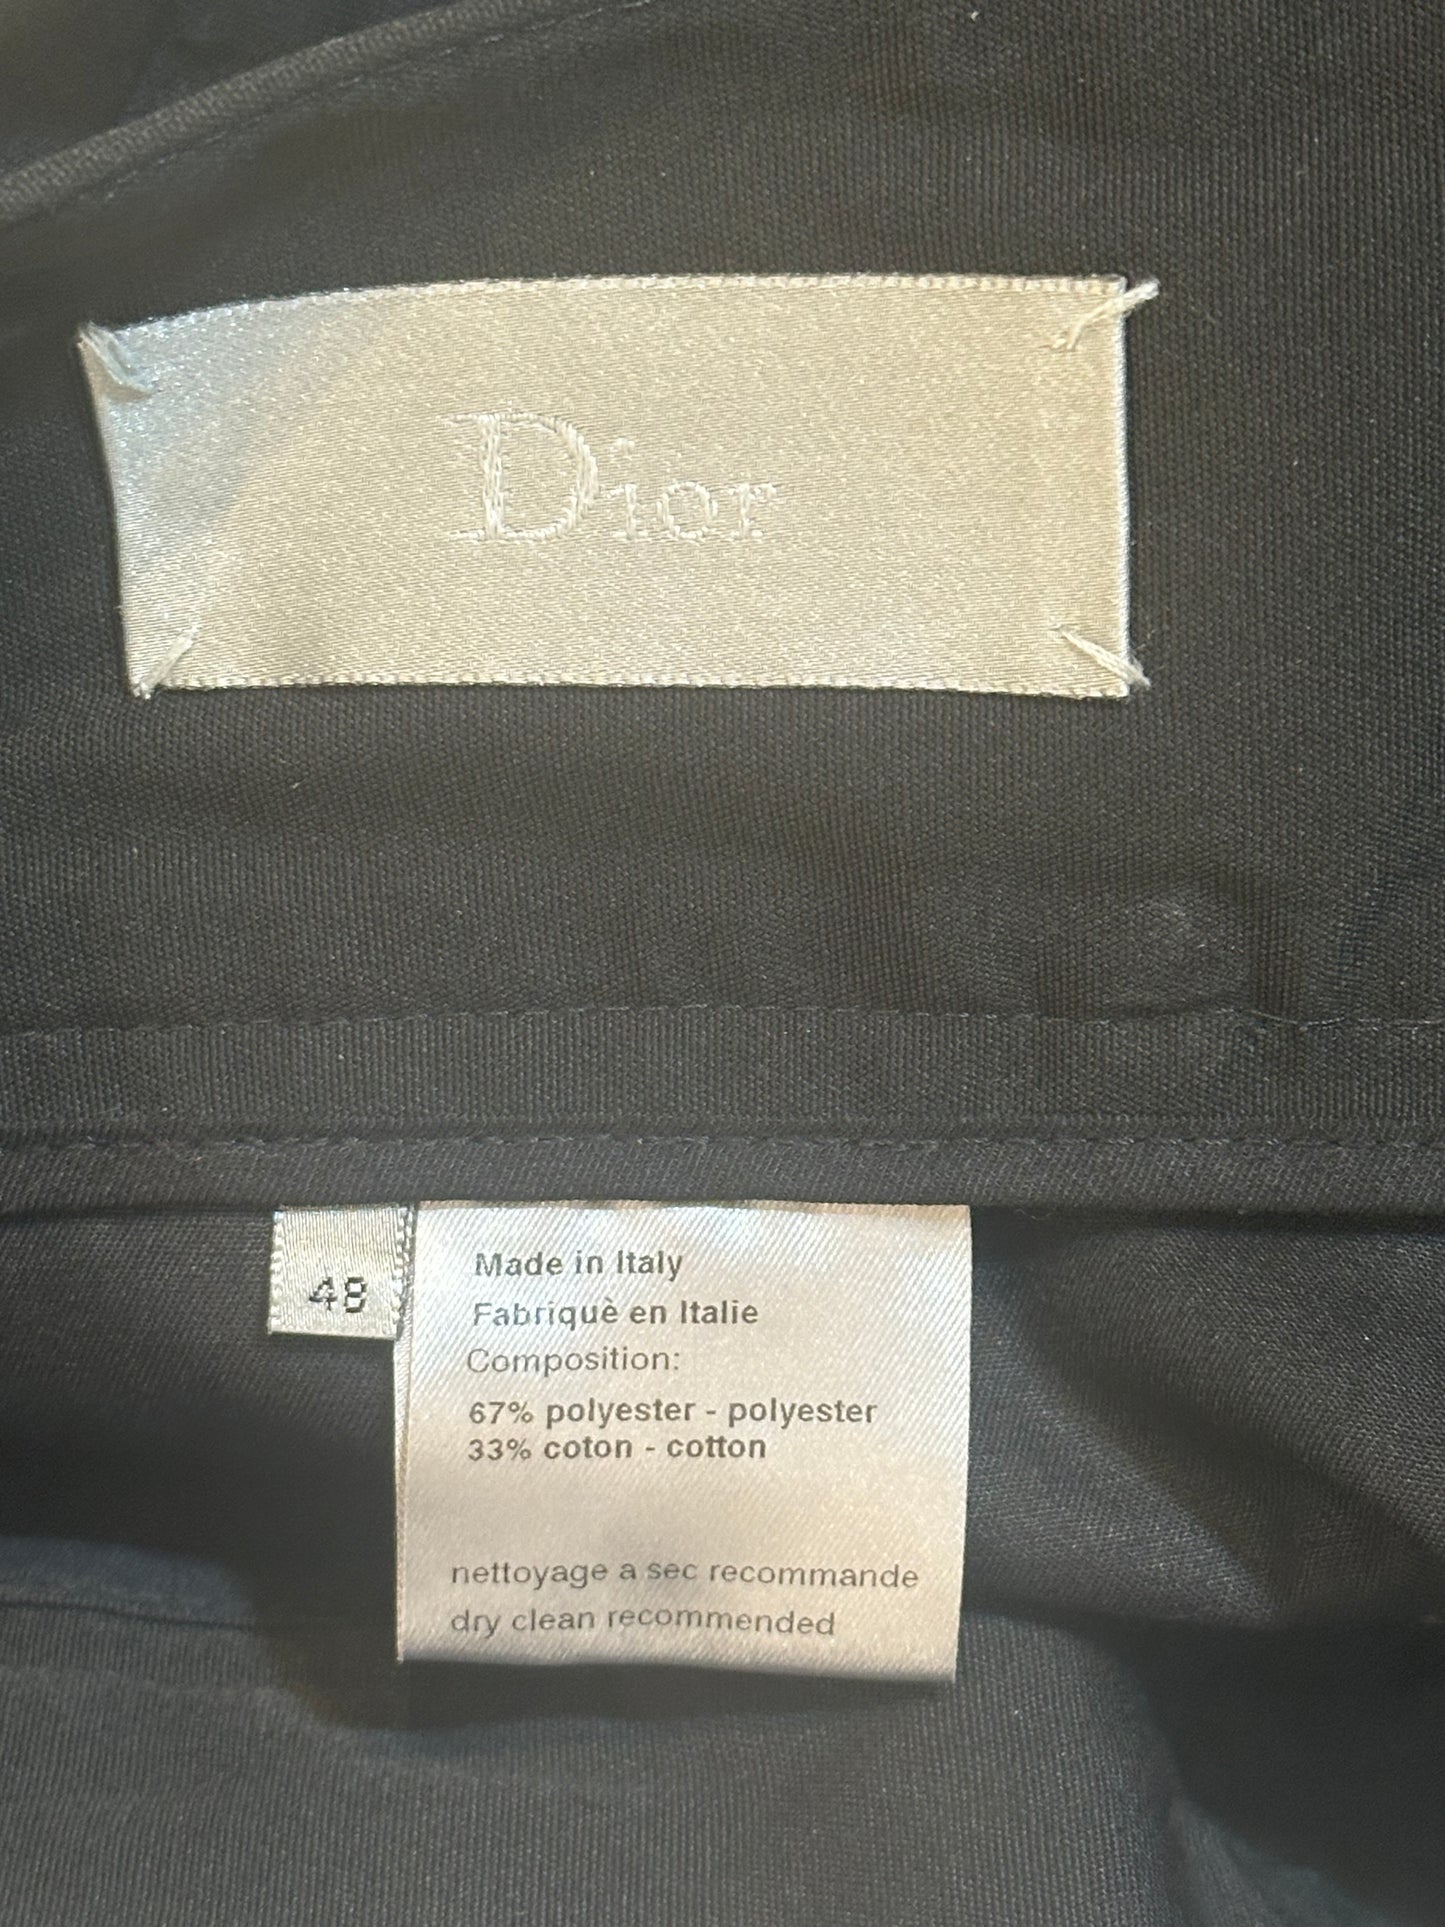 Dior
48
Made in Italy
Fabriquè en Italie
Composition:
67% polyester - polyester
33% coton - cotton
nettoyage a sec recommande
dry clean recommended